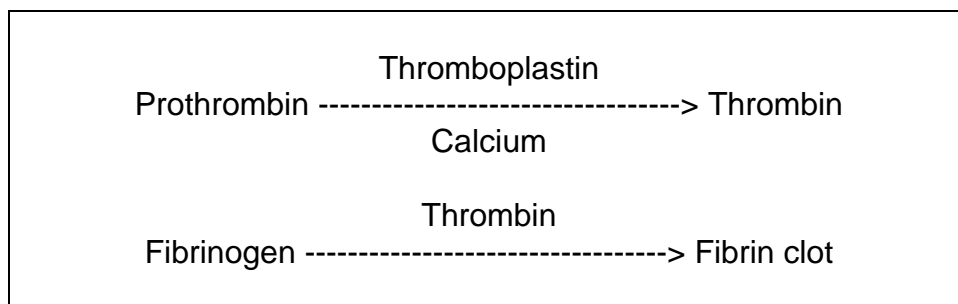 Thromboplastin
Prothrombin ----------------------------------> Thrombin
Calcium
Thrombin
Fibrinogen ----------------------------------> Fibrin clot